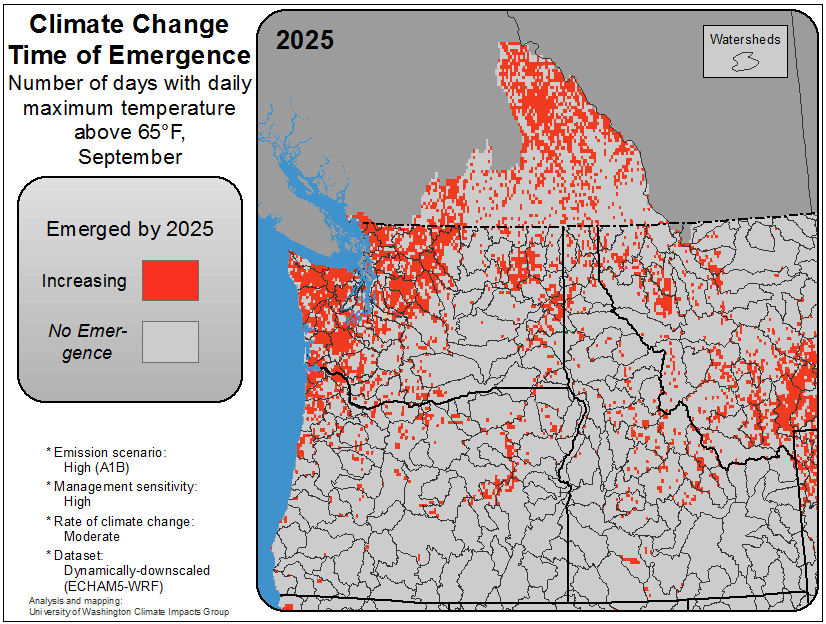 Climate Change
Time of Emergence
Number of days with daily
maximum temperature
above 65°F,
September
Emerged by 2025
Increasing
No Emer-
gence
* Emission scenario:
High (A1B)
* Management sensitivity:
High
* Rate of climate change:
Moderate
* Dataset:
Dynamically-downscaled
(ECHAM5-WRF)
Analysis and mapping:
University of Washington Climate Impacts Group
2025
Watersheds